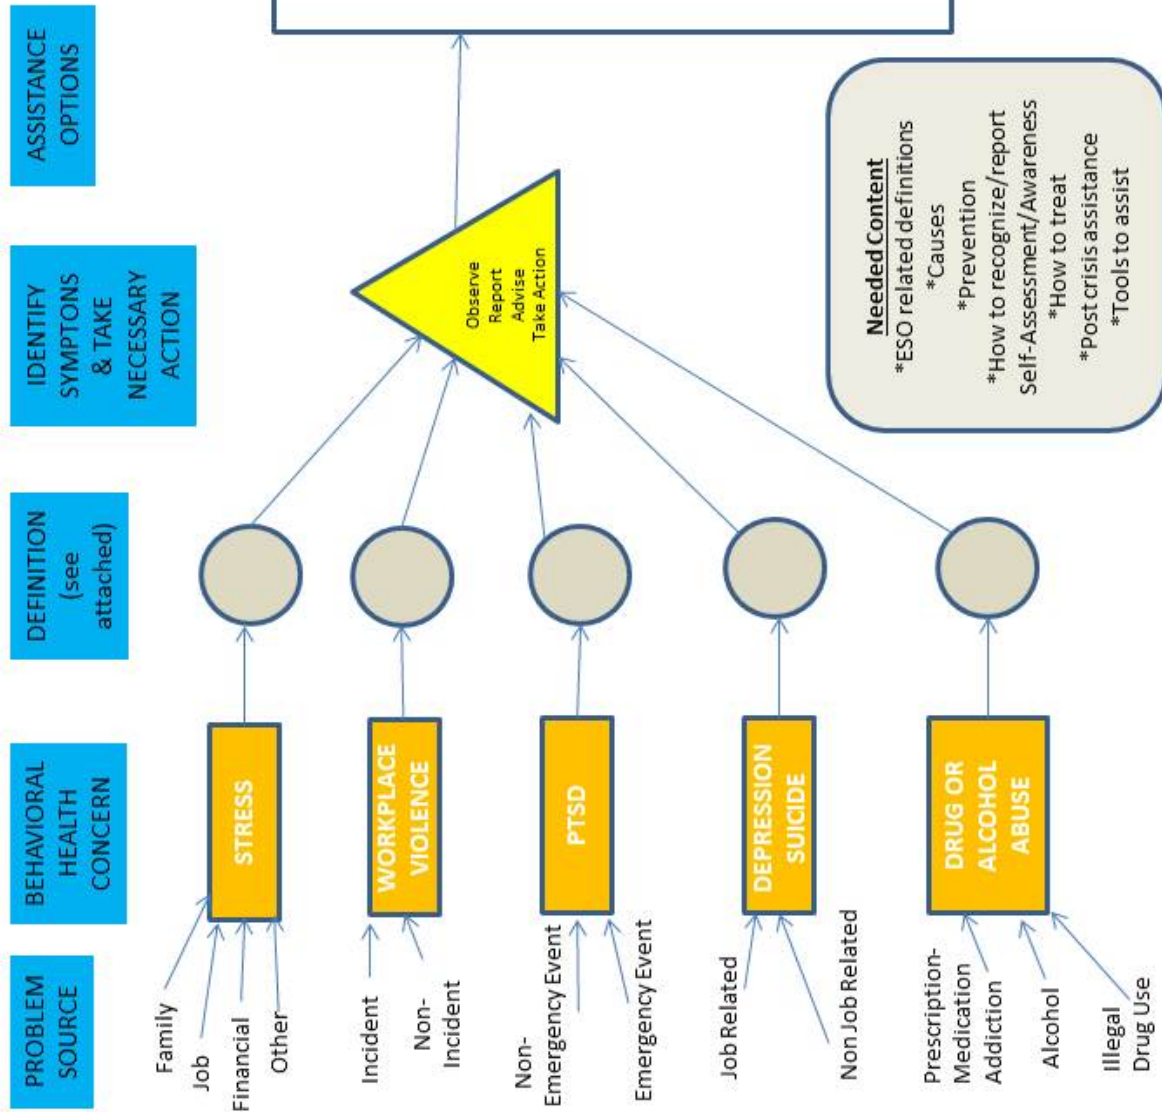 PROBLEM
SOURCE
BEHAVIORAL
HEALTH
CONCERN
DEFINITION
(see
attached)
IDENTIFY
SYMPTONS
& TAKE
NECESSARY
ACTION
ASSISTANCE
OPTIONS
Family
Job
Financial
Other
STRESS
Incident
Non-
Incident
WORKPLACE
VIOLENCE
Non-
Emergency Event
Emergency Event
PTSD
Job Related
Non Job Related
DEPRESSION
SUICIDE
Prescription-
Medication
Addiction
Alcohol
Illegal
Drug Use
DRUG OR
ALCOHOL
ABUSE
Observe
Report
Advise
Take Action
Needed Content
*ESO related definitions
*Causes
*Prevention
*How to recognize/report
Self-Assessment/Awareness
*How to treat
*Post crisis assistance
*Tools to assist